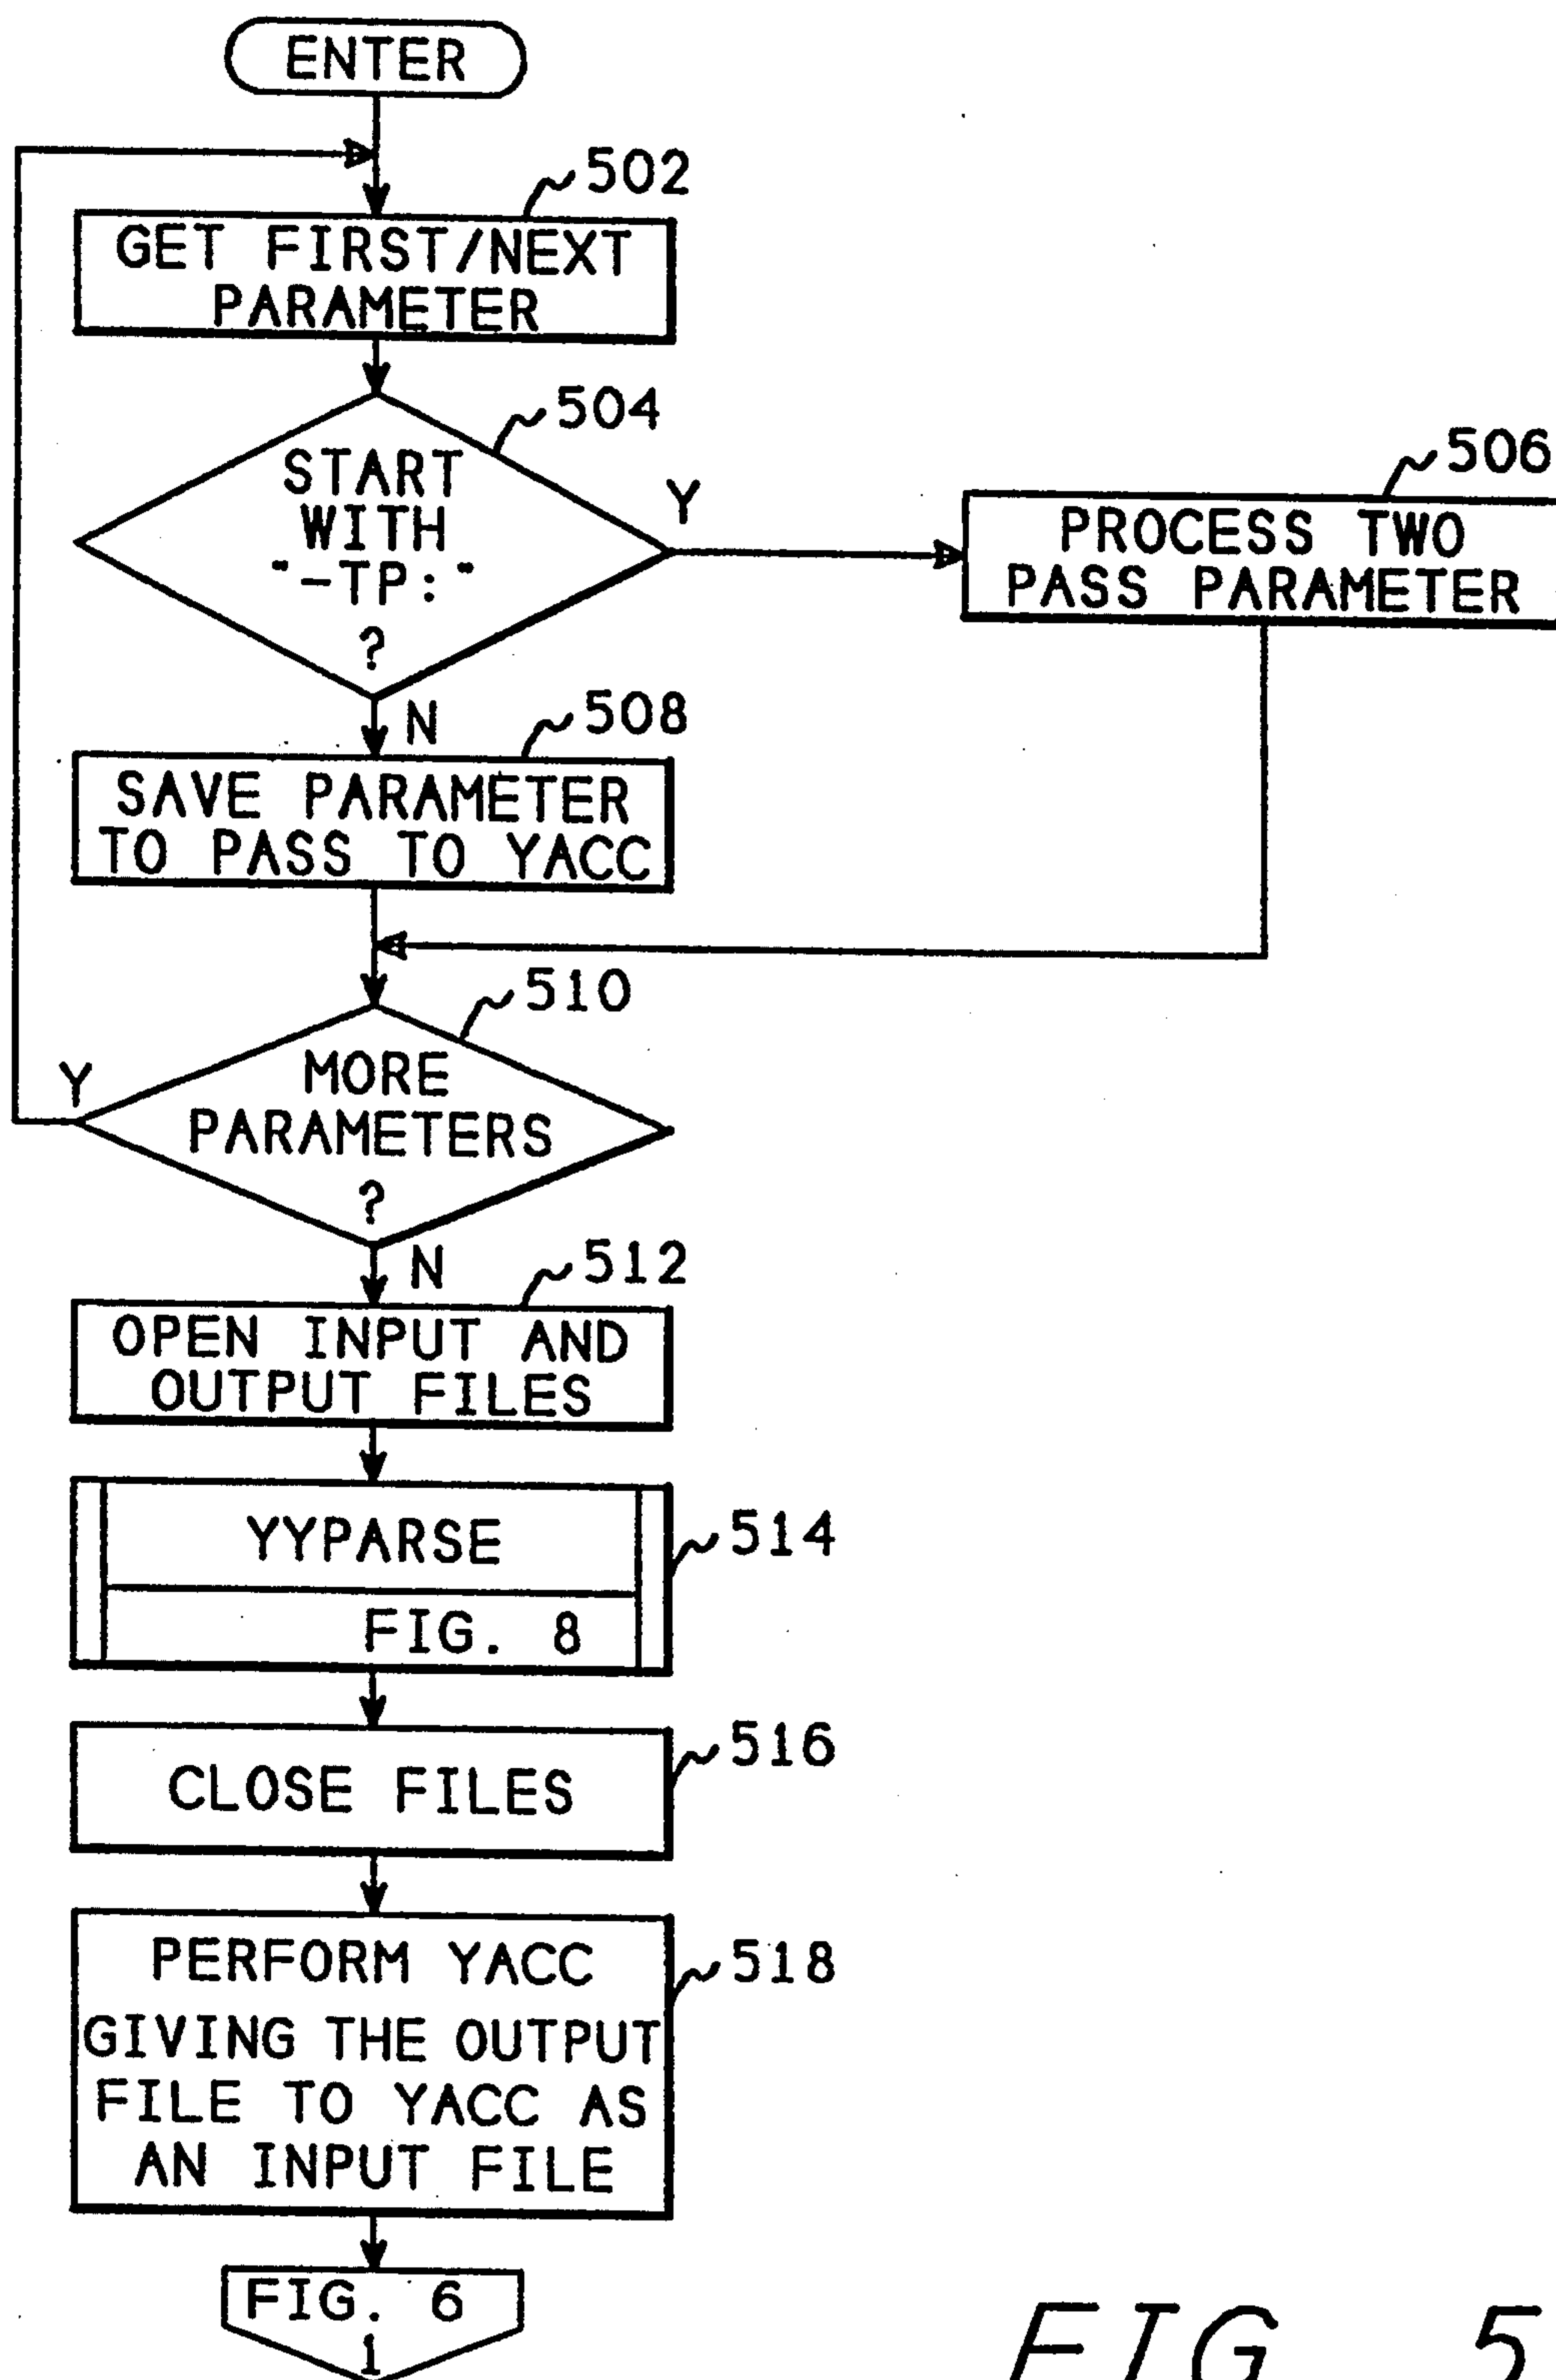 ENTER
502
GET FIRST/NEXT
PARAMETER
504
START
WITH
"-TP:"
?
Y
506
PROCESS TWO
PASS PARAMETER
N
508
SAVE PARAMETER
TO PASS TO YACC
510
Y
MORE
PARAMETERS
?
N
512
OPEN INPUT AND
OUTPUT FILES
514
YYPARSE
FIG. 8
516
CLOSE FILES
518
PERFORM YACC
GIVING THE OUTPUT
FILE TO YACC AS
AN INPUT FILE
FIG. 6
1
FIG 5